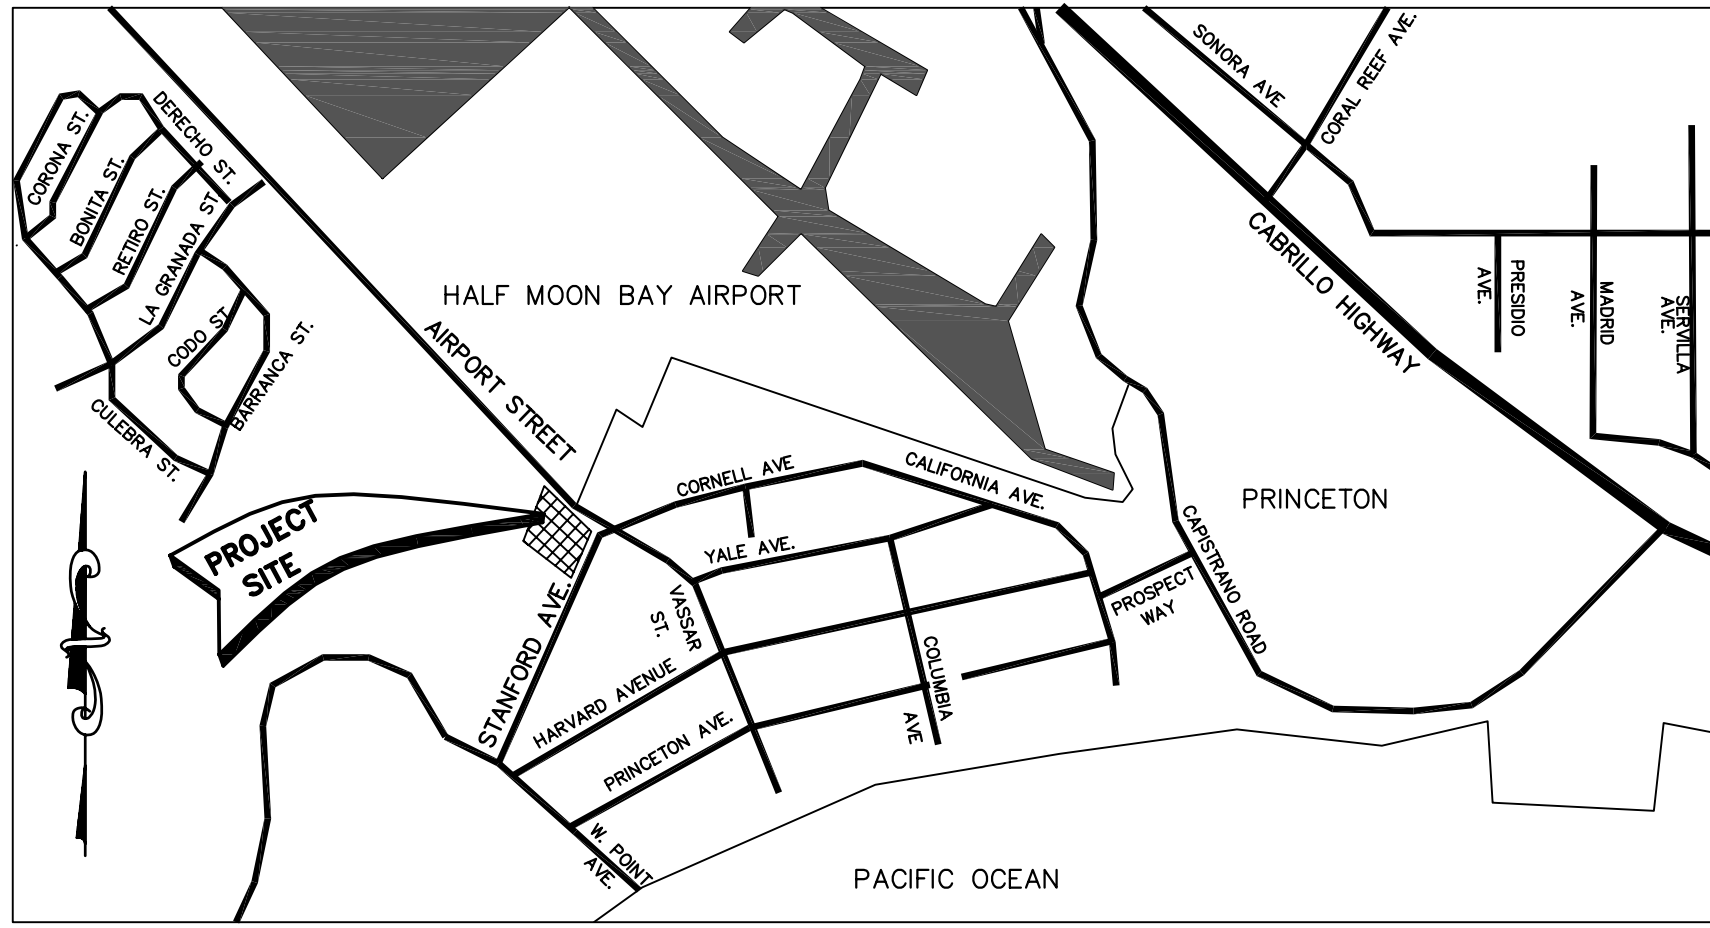 SONORA AVE
CORAL REEF AVE.
DERECHO ST.
CORONA ST.
BONITA ST.
RETIRO ST.
LA GRANADA ST
CODO ST
BARRANCA ST.
CULEBRA ST.
HALF MOON BAY AIRPORT
AIRPORT STREET
CABRILLO HIGHWAY
PRESIDIO
AVE.
MADRID
AVE.
SERVILLA
AVE.
PRINCETON
CORNELL AVE
CALIFORNIA AVE.
YALE AVE.
PROJECT
SITE
STANFORD AVE.
VASSAR
ST.
HARVARD AVENUE
PRINCETON AVE.
COLUMBIA
AVE
PROSPECT
WAY
CAPISTRANO ROAD
W. POINT
AVE.
PACIFIC OCEAN